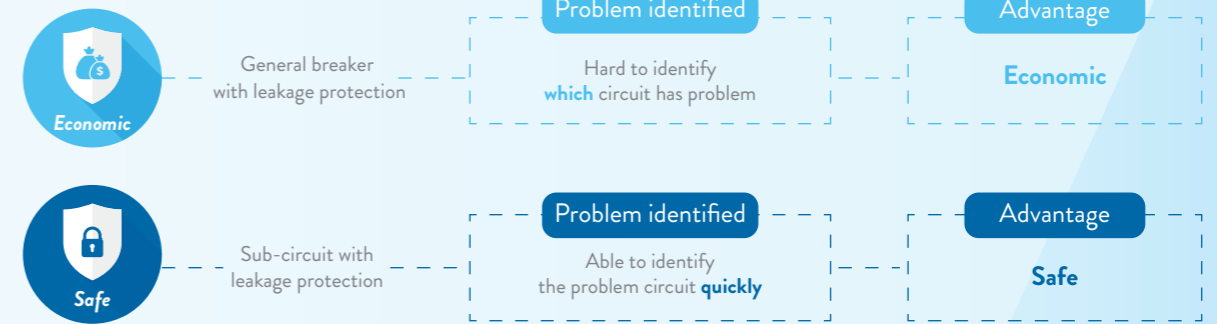 Problem identified
Advantage
$
General breaker
with leakage protection
Hard to identify
which circuit has problem
Economic
Economic
Problem identified
Advantage
Sub-circuit with
leakage protection
Able to identify
the problem circuit quickly
Safe
Safe